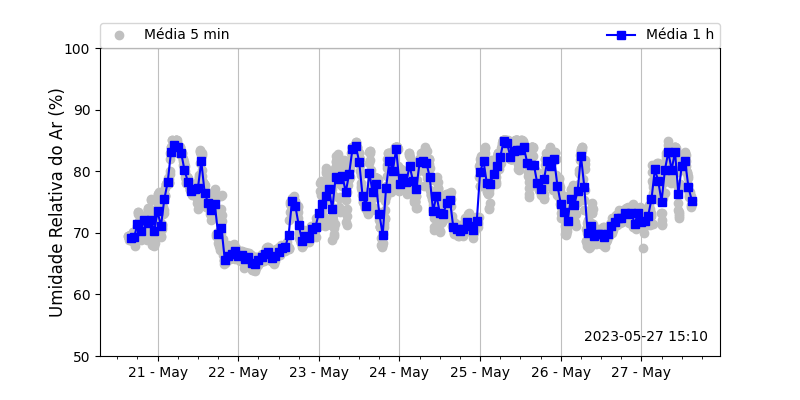 Média 5 min
Média 1 h
Umidade Relativa do Ar (%)
100
90
80
70
60
50
2023-05-27 15:10
21 - May
22 - May
23 - May
24 - May
25 - May
26 - May
27 - May